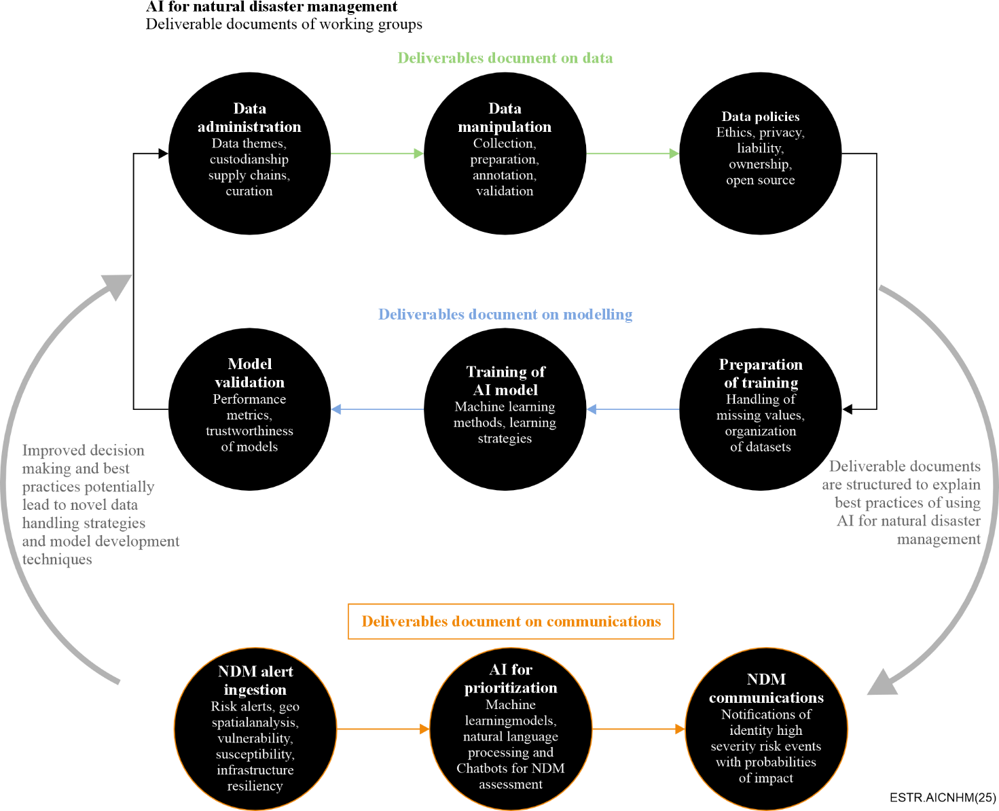 AI for natural disaster management
Deliverable documents of working groups
Deliverables document on data
Data
administration
Data themes,
custodianship
supply chains,
curation
Data
manipulation
Collection,
preparation,
annotation,
validation
Data policies
Ethics, privacy,
liability,
ownership,
open source
Deliverables document on modelling
Model
validation
Performance
metrics,
trustworthiness
of models
Training of
AI model
Machine learning
methods, learning
strategies
Preparation
of training
Handling of
missing values,
organization
of datasets
Improved decision
making and best
practices potentially
lead to novel data
handling strategies
and model development
techniques
Deliverable documents
are structured to explain
best practices of using
AI for natural disaster
management
Deliverables document on communications
NDM alert
ingestion
Risk alerts, geo
spatialanalysis,
vulnerability,
susceptibility,
infrastructure
resiliency
AI for
prioritization
Machine
learningmodels,
natural language
processing and
Chatbots for NDM
assessment
NDM
communications
Notifications of
identity high
severity risk events
with probabilities
of impact
ESTR.AICNHM(25)